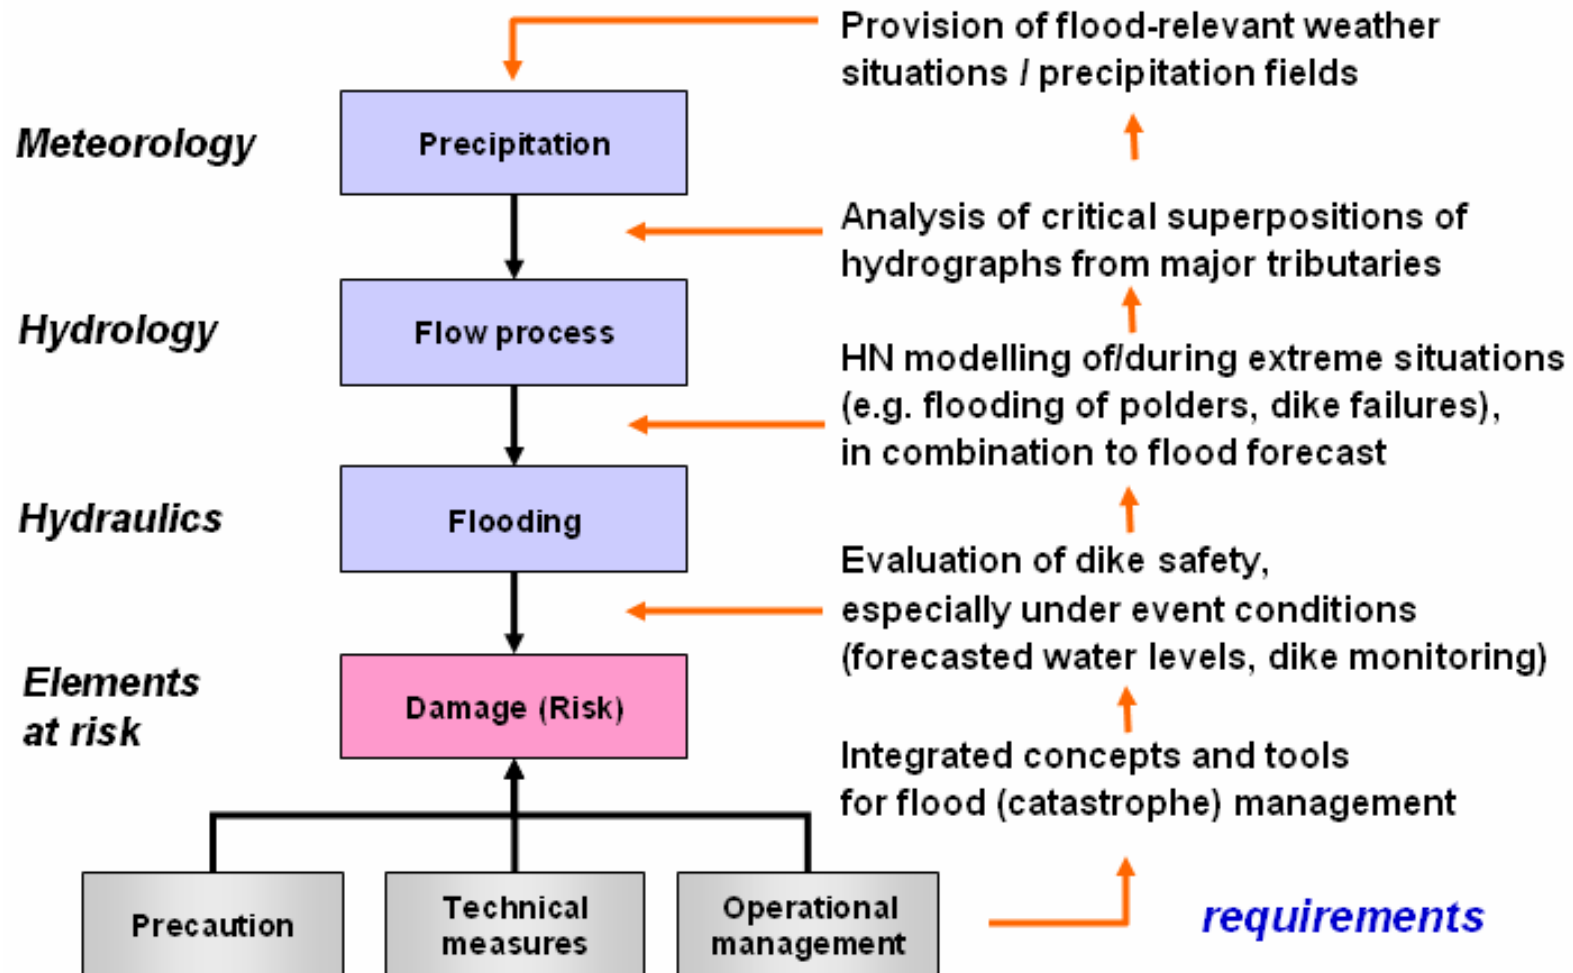 Provision of flood-relevant weather
situations / precipitation fields
Meteorology
Precipitation
Analysis of critical superpositions of
hydrographs from major tributaries
Hydrology
Flow process
HN modelling of/during extreme situations
(e.g. flooding of polders, dike failures),
in combination to flood forecast
Hydraulics
Flooding
Evaluation of dike safety,
especially under event conditions
(forecasted water levels, dike monitoring)
Elements
at risk
Damage (Risk)
Integrated concepts and tools
for flood (catastrophe) management
Precaution
Technical
measures
Operational
management
requirements